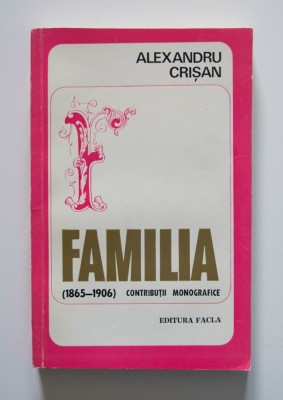 ALEXANDRU
CRIȘAN
F
FAMILIA
(1865—1906) CONTRIBUȚII MONOGRAFICE
EDITURA FACLA